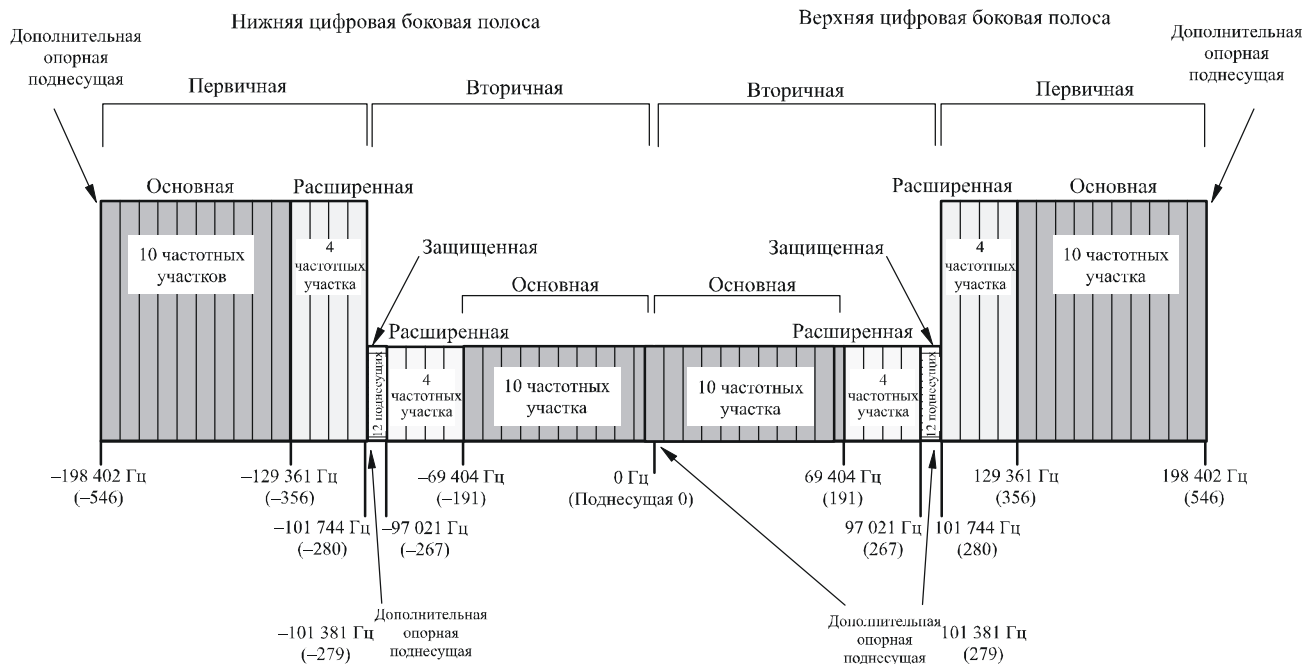 Нижняя цифровая боковая полоса
Верхняя цифровая боковая полоса
Дополнительная
опорная
поднесущая
Дополнительная
опорная
поднесущая
Первичная
Вторичная
Вторичная
Первичная
Основная
Расширенная
Расширенная
Основная
10 частотных
участков
4
частотных
участка
Защищенная
Защищенная
4
частотных
участка
10 частотных
участка
Основная
Основная
Расширенная
Расширенная
12 поднесущих
4
частотных
участка
10 частотных
участка
10 частотных
участка
4
частотных
участка
12 поднесущих
–198 402 Гц
(–546)
–129 361 Гц
(–356)
–69 404 Гц
(–191)
0 Гц
(Поднесущая 0)
69 404 Гц
(191)
129 361 Гц
(356)
198 402 Гц
(546)
–101 744 Гц
(–280)
–97 021 Гц
(–267)
97 021 Гц
(267)
101 744 Гц
(280)
–101 381 Гц
(–279)
Дополнительная
опорная
поднесущая
Дополнительная
опорная
поднесущая
101 381 Гц
(279)